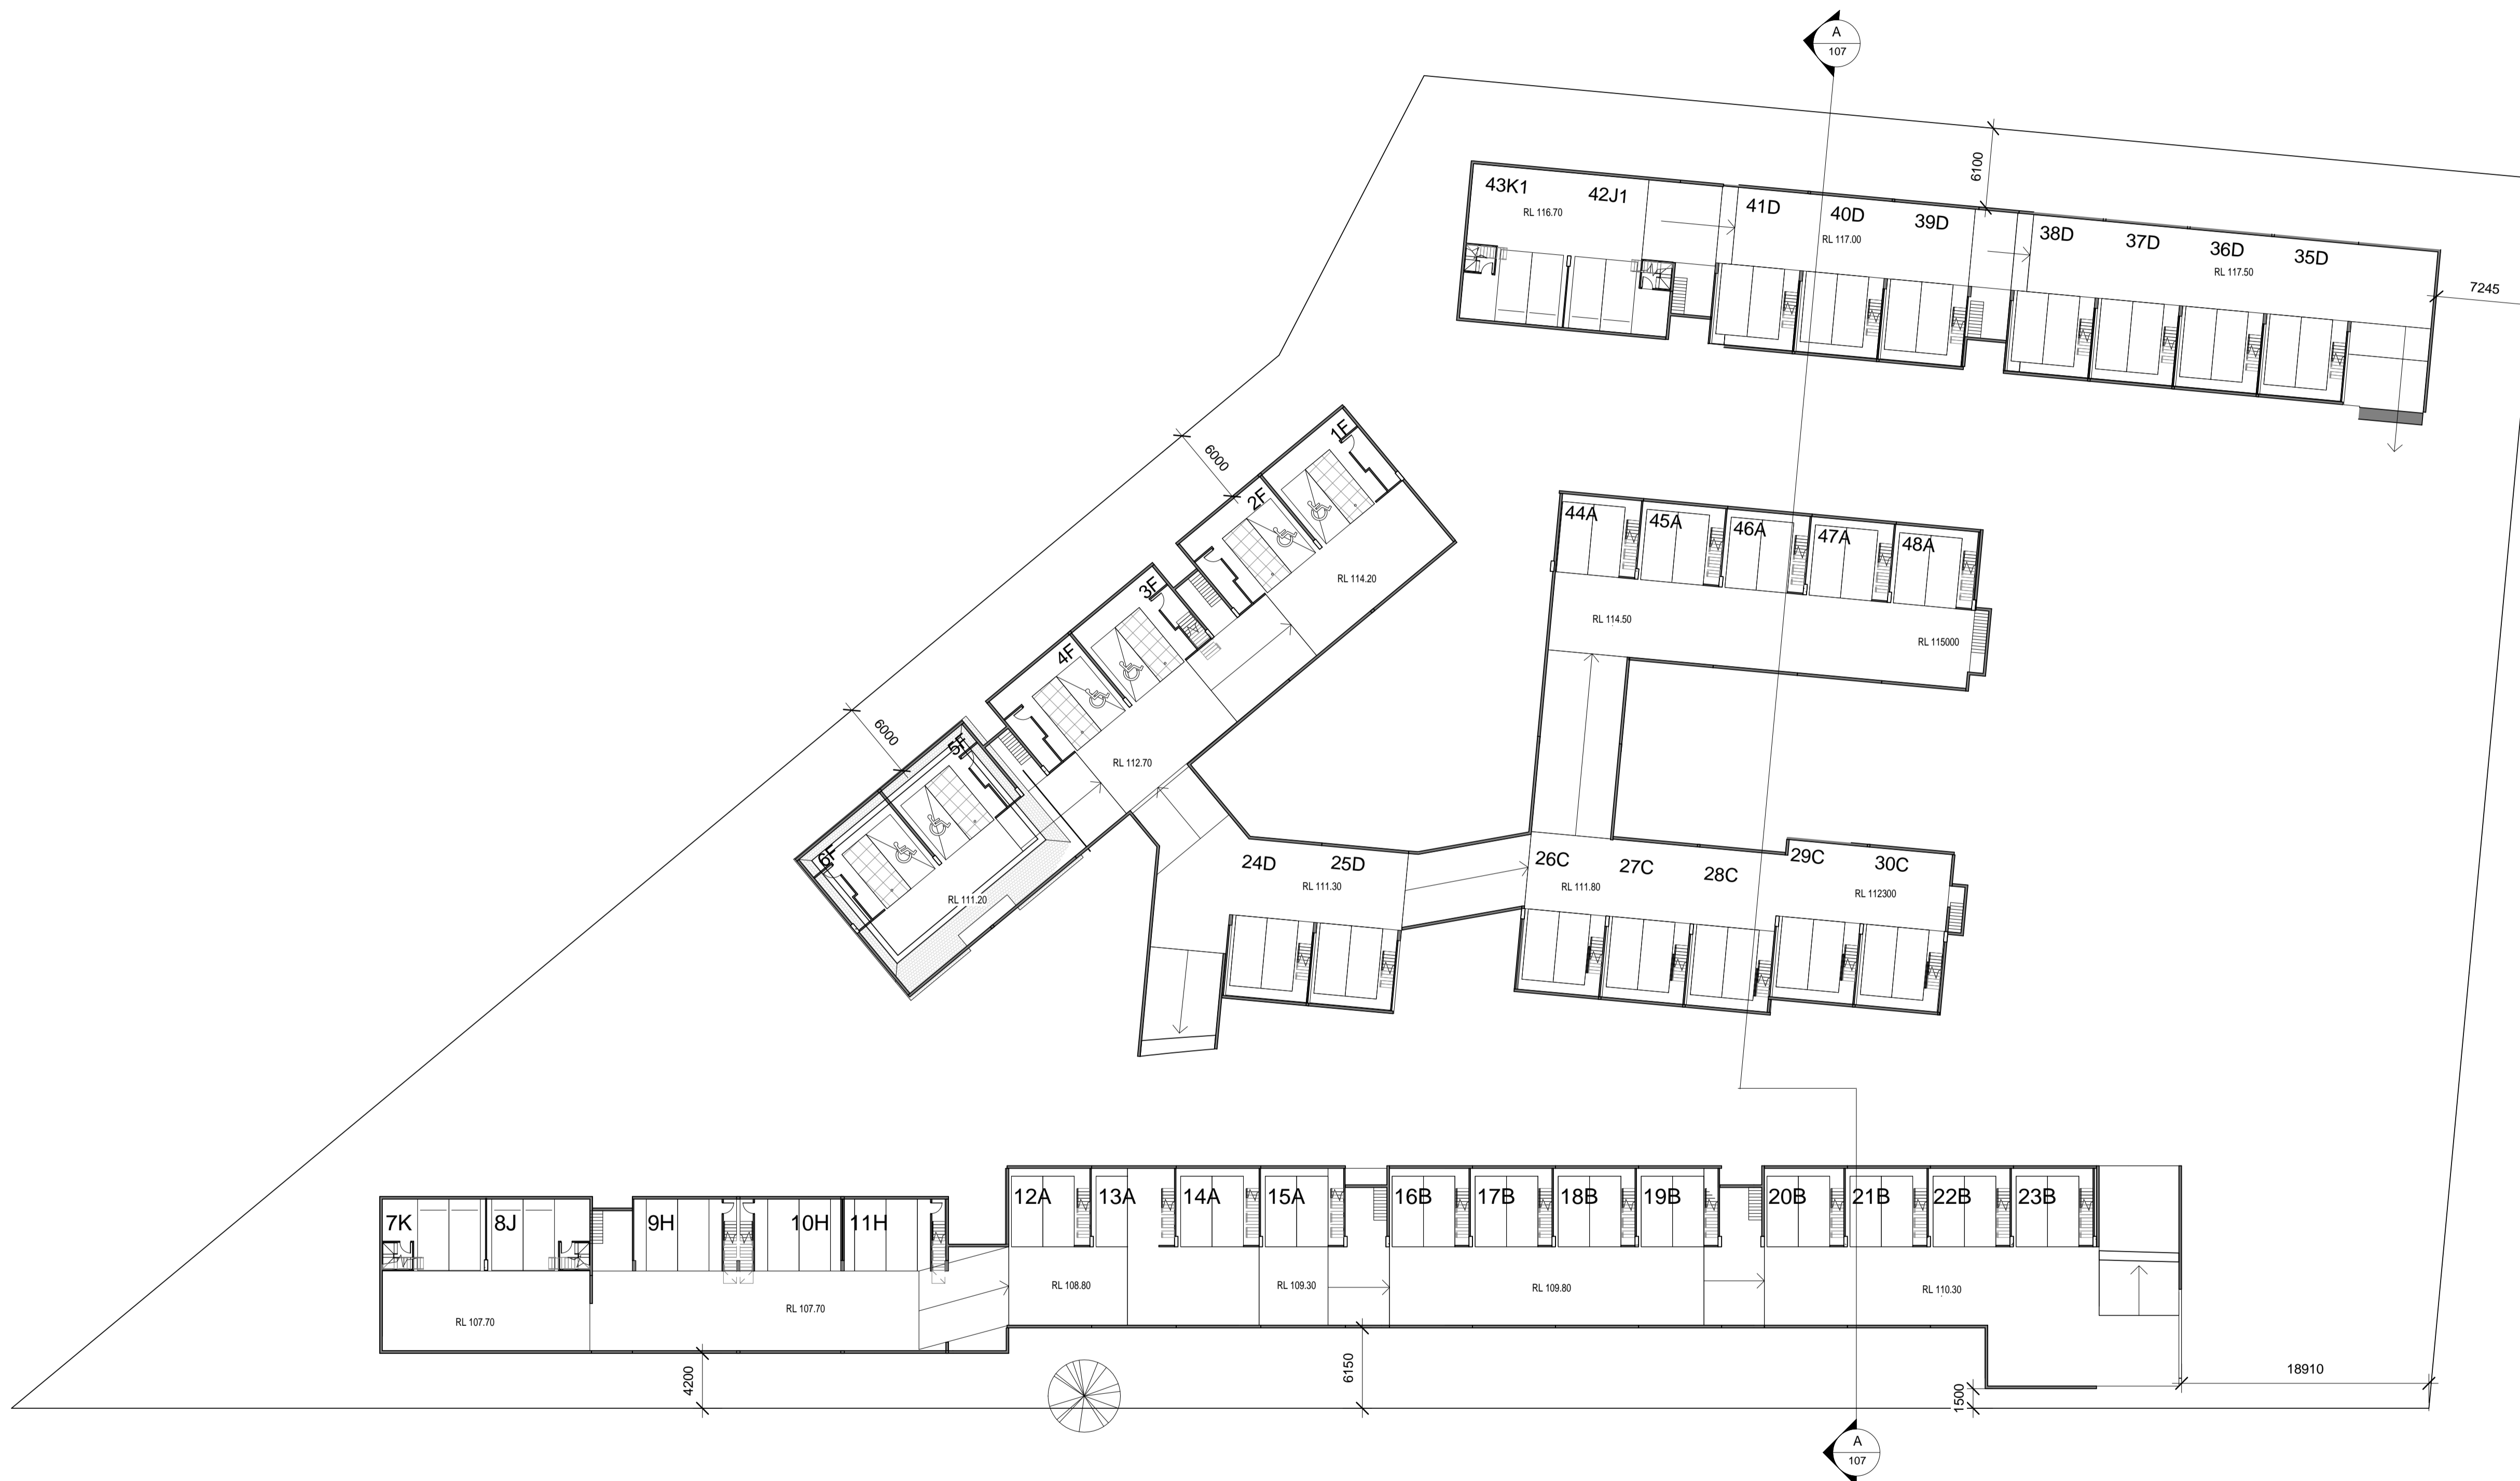 A
107
6100
43K1
42J1
RL 116.70
41D
40D
39D
RL 117.00
38D
37D
36D
35D
RL 117.50
7245
6000
1F
2F
RL 114.20
3F
4F
RL 112.70
6000
5F
6F
RL 111.20
44A
45A
46A
47A
48A
RL 114.50
RL 115000
24D
25D
RL 111.30
26C
27C
28C
29C
30C
RL 111.80
RL 112300
7K
8J
9H
10H
11H
12A
13A
14A
15A
16B
17B
18B
19B
20B
21B
22B
23B
RL 107.70
RL 107.70
RL 108.80
RL 109.30
RL 109.80
RL 110.30
4200
6150
1500
18910
A
107